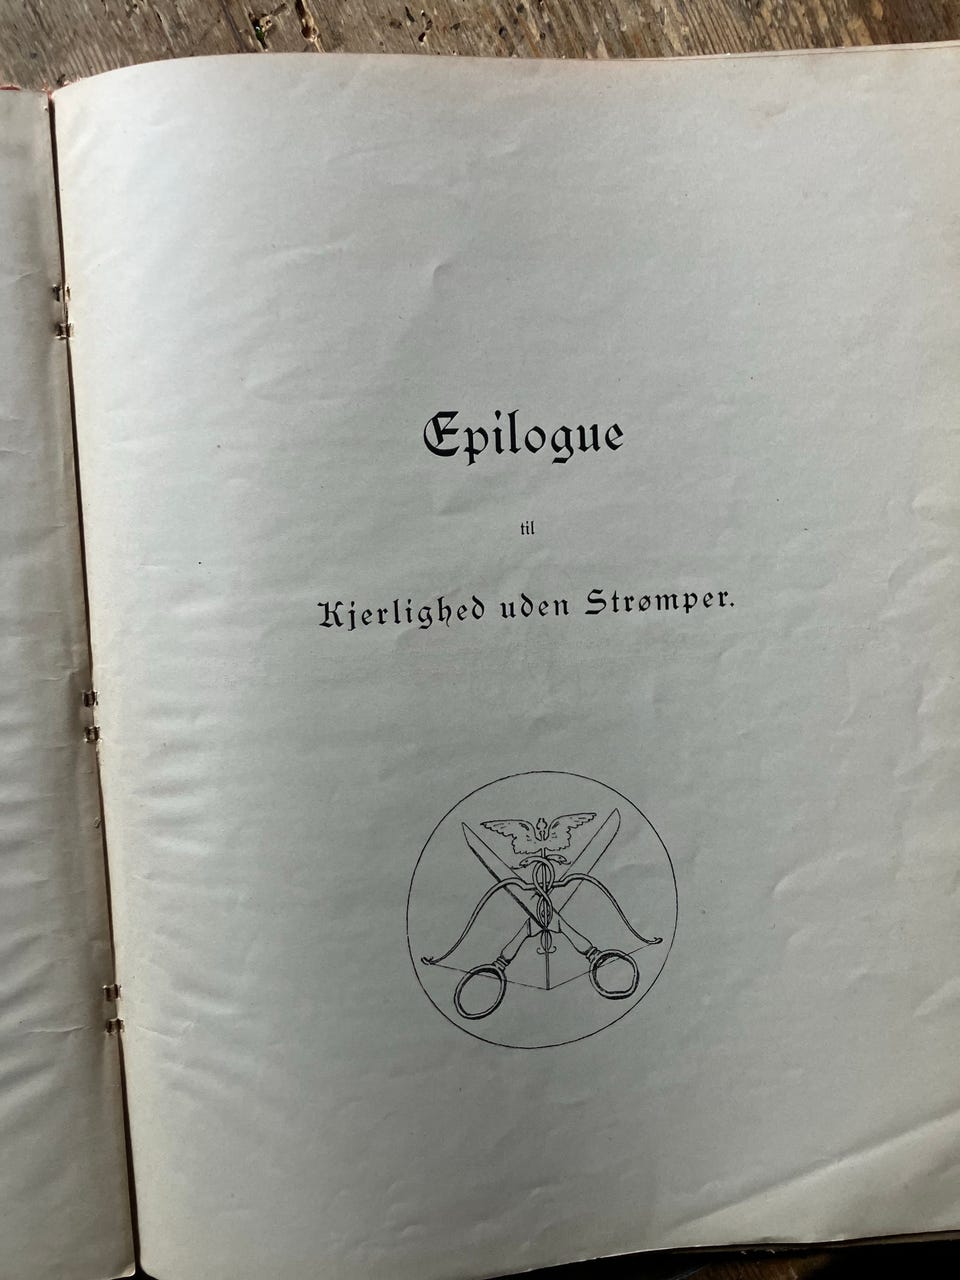 Epilogue
til
Kjerlighed uden Strømper.